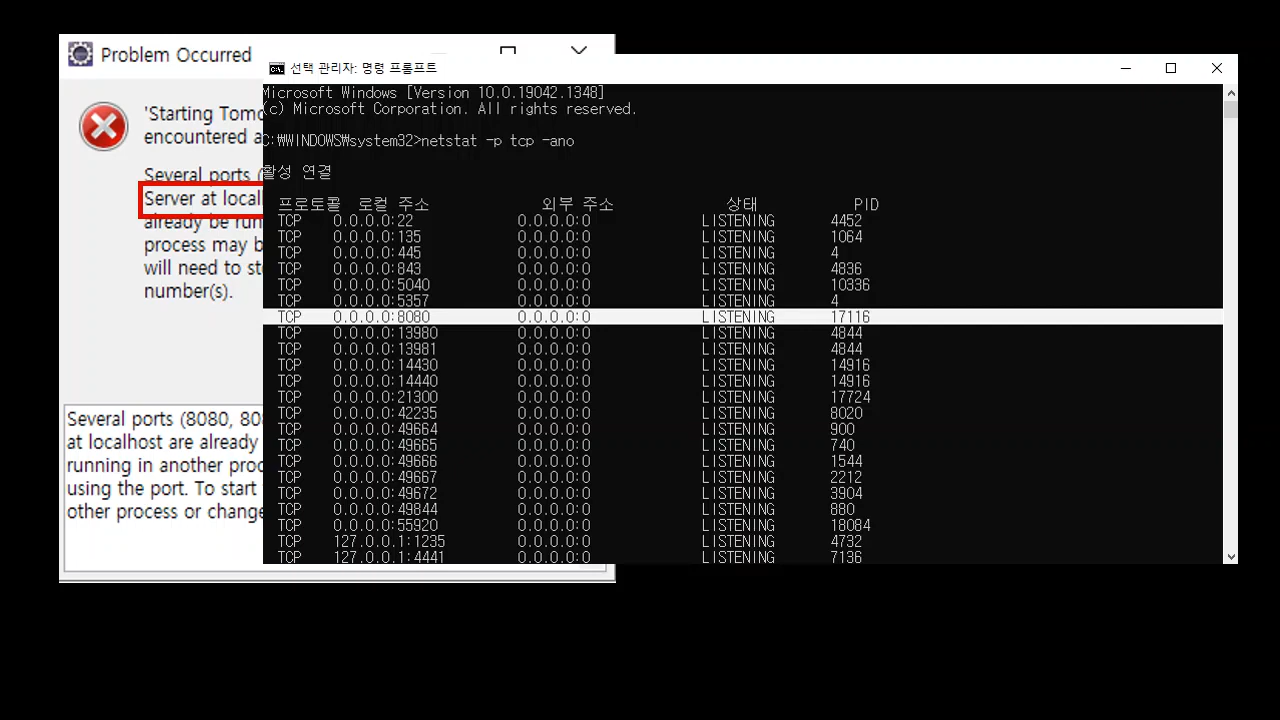 Problem Occurred
'Starting Tomc
encountered a
Several ports (
Server at local
already be run
process may b
will need to st
number(s).
Several ports (8080, 80
at localhost are already
running in another proc
using the port. To start
other process or change
선택 관리자: 명령 프롬프트
Microsoft Windows [Version 10.0.19042.1348]
(c) Microsoft Corporation. All rights reserved.
C:₩WINDOWS₩system32>netstat -p tcp -ano
활성 연결
프로토콜 로컬 주소 외부 주소 상태 PID
TCP 0.0.0.0:22 0.0.0.0:0 LISTENING 4452
TCP 0.0.0.0:135 0.0.0.0:0 LISTENING 1064
TCP 0.0.0.0:445 0.0.0.0:0 LISTENING 4
TCP 0.0.0.0:843 0.0.0.0:0 LISTENING 4836
TCP 0.0.0.0:5040 0.0.0.0:0 LISTENING 10336
TCP 0.0.0.0:5357 0.0.0.0:0 LISTENING 4
TCP 0.0.0.0:8080 0.0.0.0:0 LISTENING 17116
TCP 0.0.0.0:13980 0.0.0.0:0 LISTENING 4844
TCP 0.0.0.0:13981 0.0.0.0:0 LISTENING 4844
TCP 0.0.0.0:14430 0.0.0.0:0 LISTENING 14916
TCP 0.0.0.0:14440 0.0.0.0:0 LISTENING 14916
TCP 0.0.0.0:21300 0.0.0.0:0 LISTENING 17724
TCP 0.0.0.0:42235 0.0.0.0:0 LISTENING 8020
TCP 0.0.0.0:49664 0.0.0.0:0 LISTENING 900
TCP 0.0.0.0:49665 0.0.0.0:0 LISTENING 740
TCP 0.0.0.0:49666 0.0.0.0:0 LISTENING 1544
TCP 0.0.0.0:49667 0.0.0.0:0 LISTENING 2212
TCP 0.0.0.0:49672 0.0.0.0:0 LISTENING 3904
TCP 0.0.0.0:49844 0.0.0.0:0 LISTENING 880
TCP 0.0.0.0:55920 0.0.0.0:0 LISTENING 18084
TCP 127.0.0.1:1235 0.0.0.0:0 LISTENING 4732
TCP 127.0.0.1:4441 0.0.0.0:0 LISTENING 7136